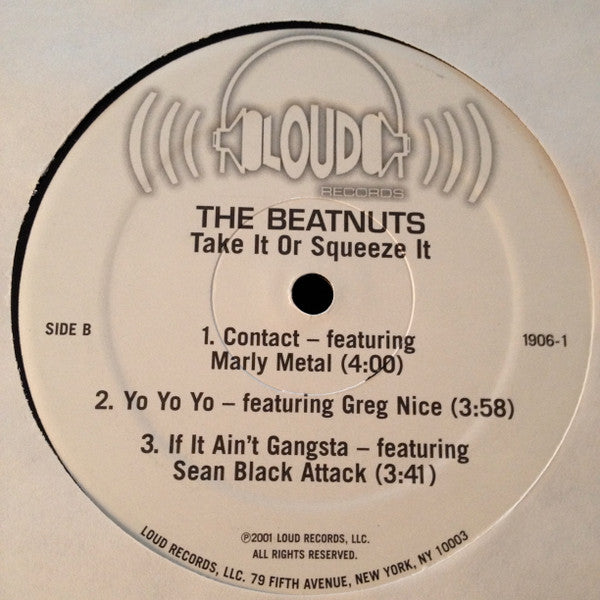 LOUD
RECORDS
THE BEATNUTS
Take It Or Squeeze It
SIDE B
1906-1
1. Contact – featuring
Marly Metal (4:00)
2. Yo Yo Yo – featuring Greg Nice (3:58)
3. If It Ain't Gangsta – featuring
Sean Black Attack (3:41)
℗2001 LOUD RECORDS, LLC.
ALL RIGHTS RESERVED.
LOUD RECORDS, LLC. 79 FIFTH AVENUE, NEW YORK, NY 10003